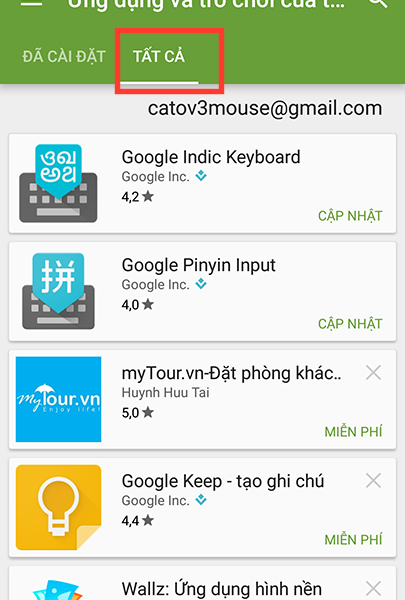 Ứng dụng và trò chơi của t...
ĐÃ CÀI ĐẶT
TẤT CẢ
catov3mouse@gmail.com
Google Indic Keyboard
Google Inc.
4,2
CẬP NHẬT
拼
Google Pinyin Input
Google Inc.
4,0
CẬP NHẬT
myTour.vn
Enjoy life!
myTour.vn-Đặt phòng khác..
Huynh Huu Tai
5,0
MIỄN PHÍ
Google Keep - tạo ghi chú
Google Inc.
4,4
MIỄN PHÍ
Wallz: Ứng dụng hình nền